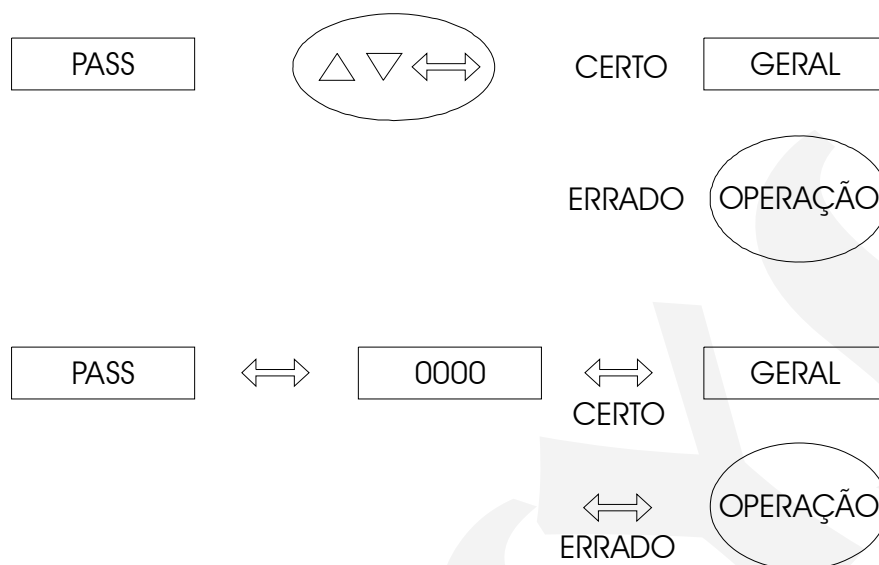 PASS CERTO GERAL
ERRADO OPERAÇÃO
PASS 0000 GERAL
CERTO
OPERAÇÃO
ERRADO